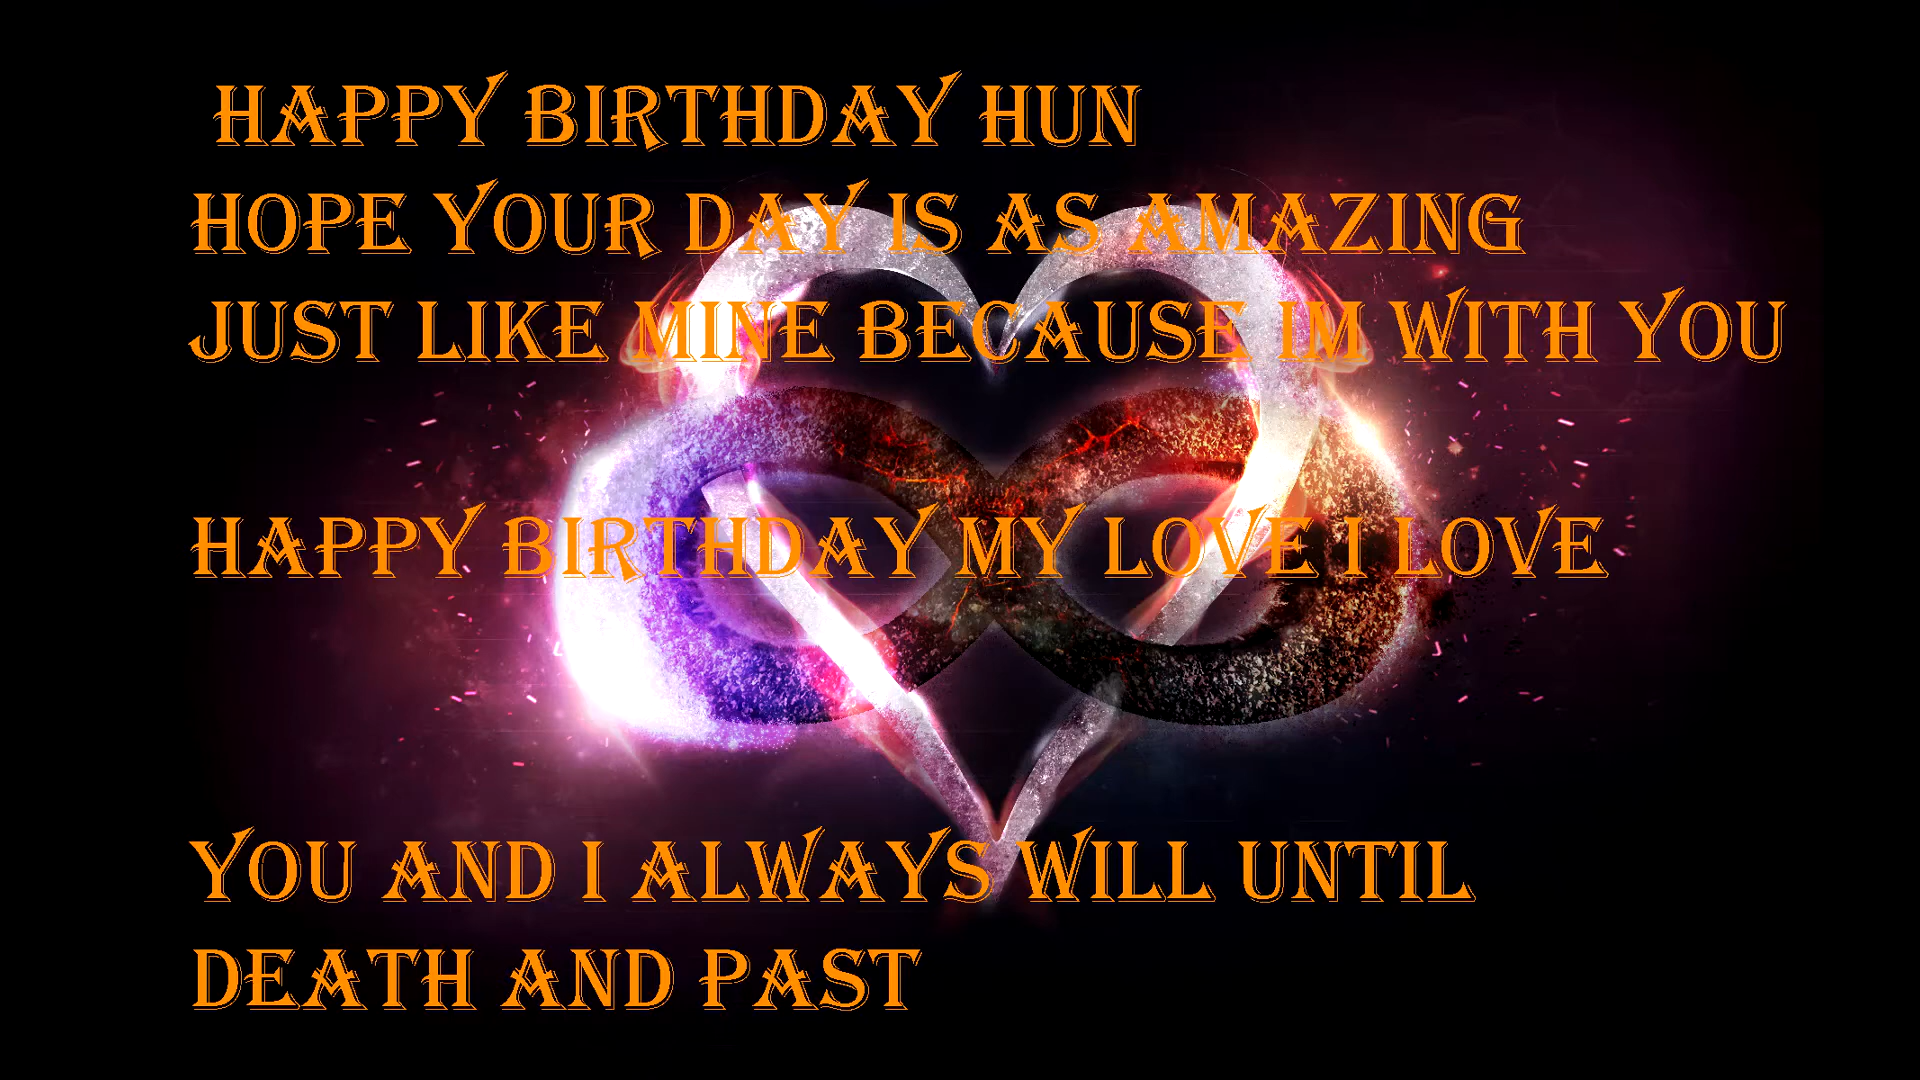 HAPPY BIRTHDAY HUN
HOPE YOUR DAY IS AS AMAZING
JUST LIKE MINE BECAUSE IM WITH YOU
HAPPY BIRTHDAY MY LOVE I LOVE
YOU AND I ALWAYS WILL UNTIL
DEATH AND PAST